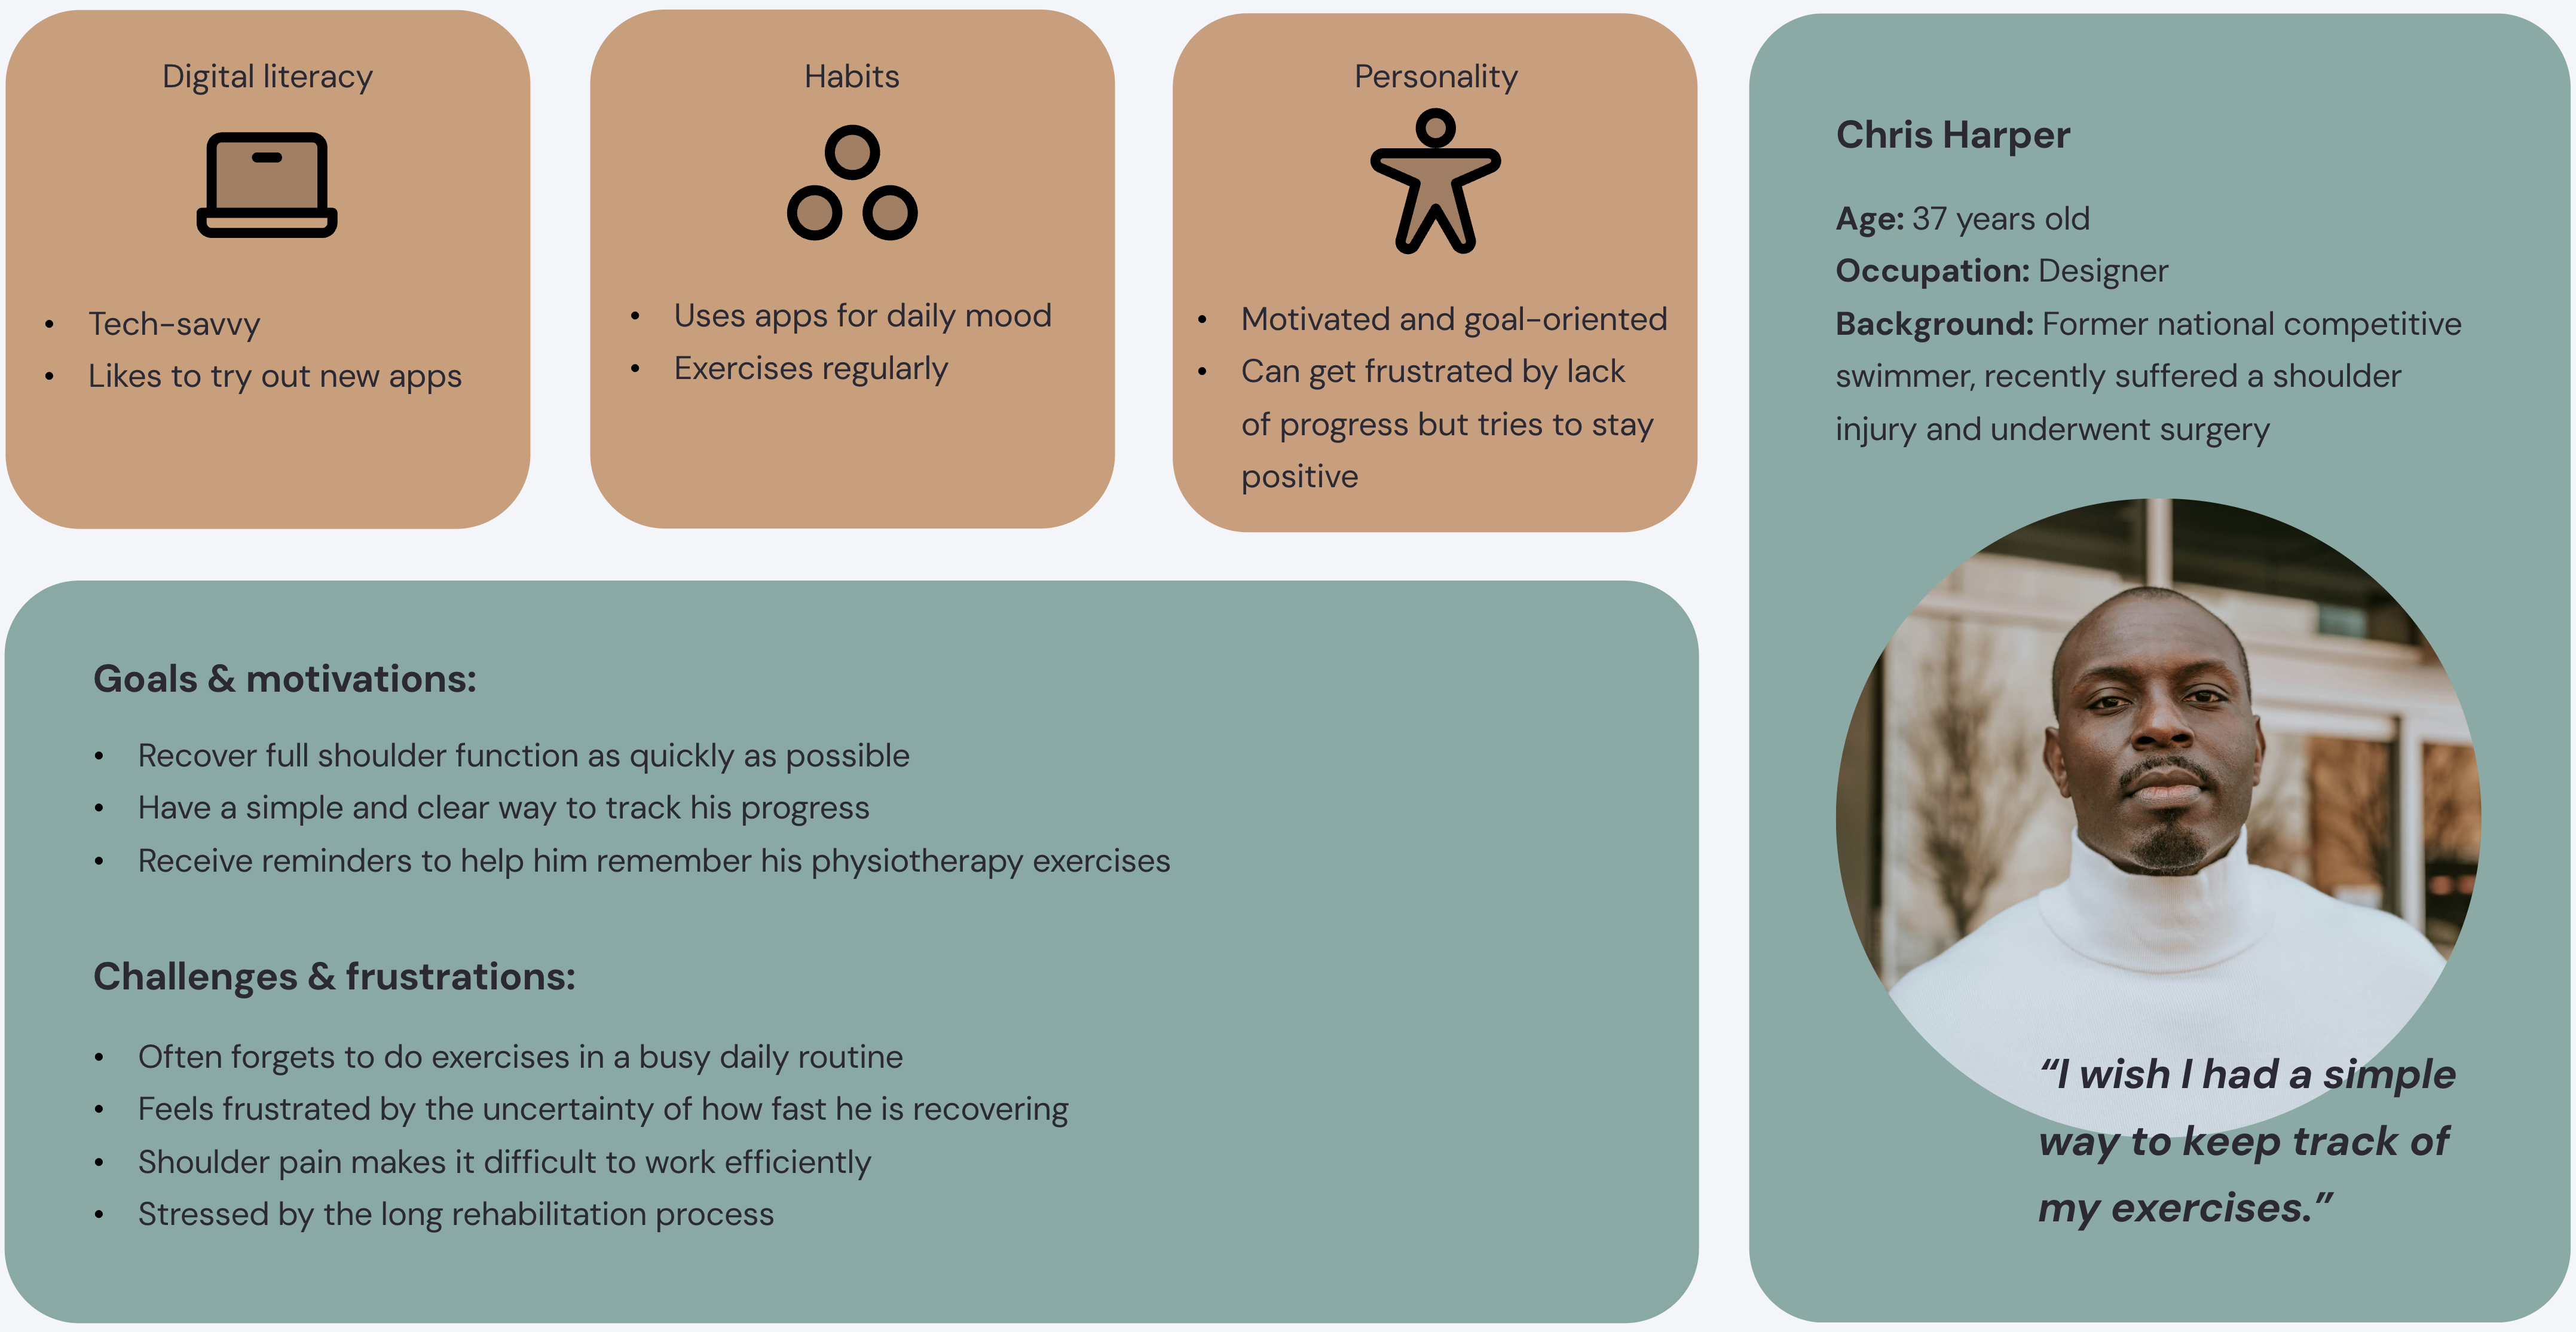 Digital literacy
• Tech-savvy
• Likes to try out new apps
Habits
• Uses apps for daily mood
• Exercises regularly
Personality
• Motivated and goal-oriented
• Can get frustrated by lack
of progress but tries to stay
positive
Chris Harper
Age: 37 years old
Occupation: Designer
Background: Former national competitive
swimmer, recently suffered a shoulder
injury and underwent surgery
“I wish I had a simple
way to keep track of
my exercises.”
Goals & motivations:
• Recover full shoulder function as quickly as possible
• Have a simple and clear way to track his progress
• Receive reminders to help him remember his physiotherapy exercises
Challenges & frustrations:
• Often forgets to do exercises in a busy daily routine
• Feels frustrated by the uncertainty of how fast he is recovering
• Shoulder pain makes it difficult to work efficiently
• Stressed by the long rehabilitation process